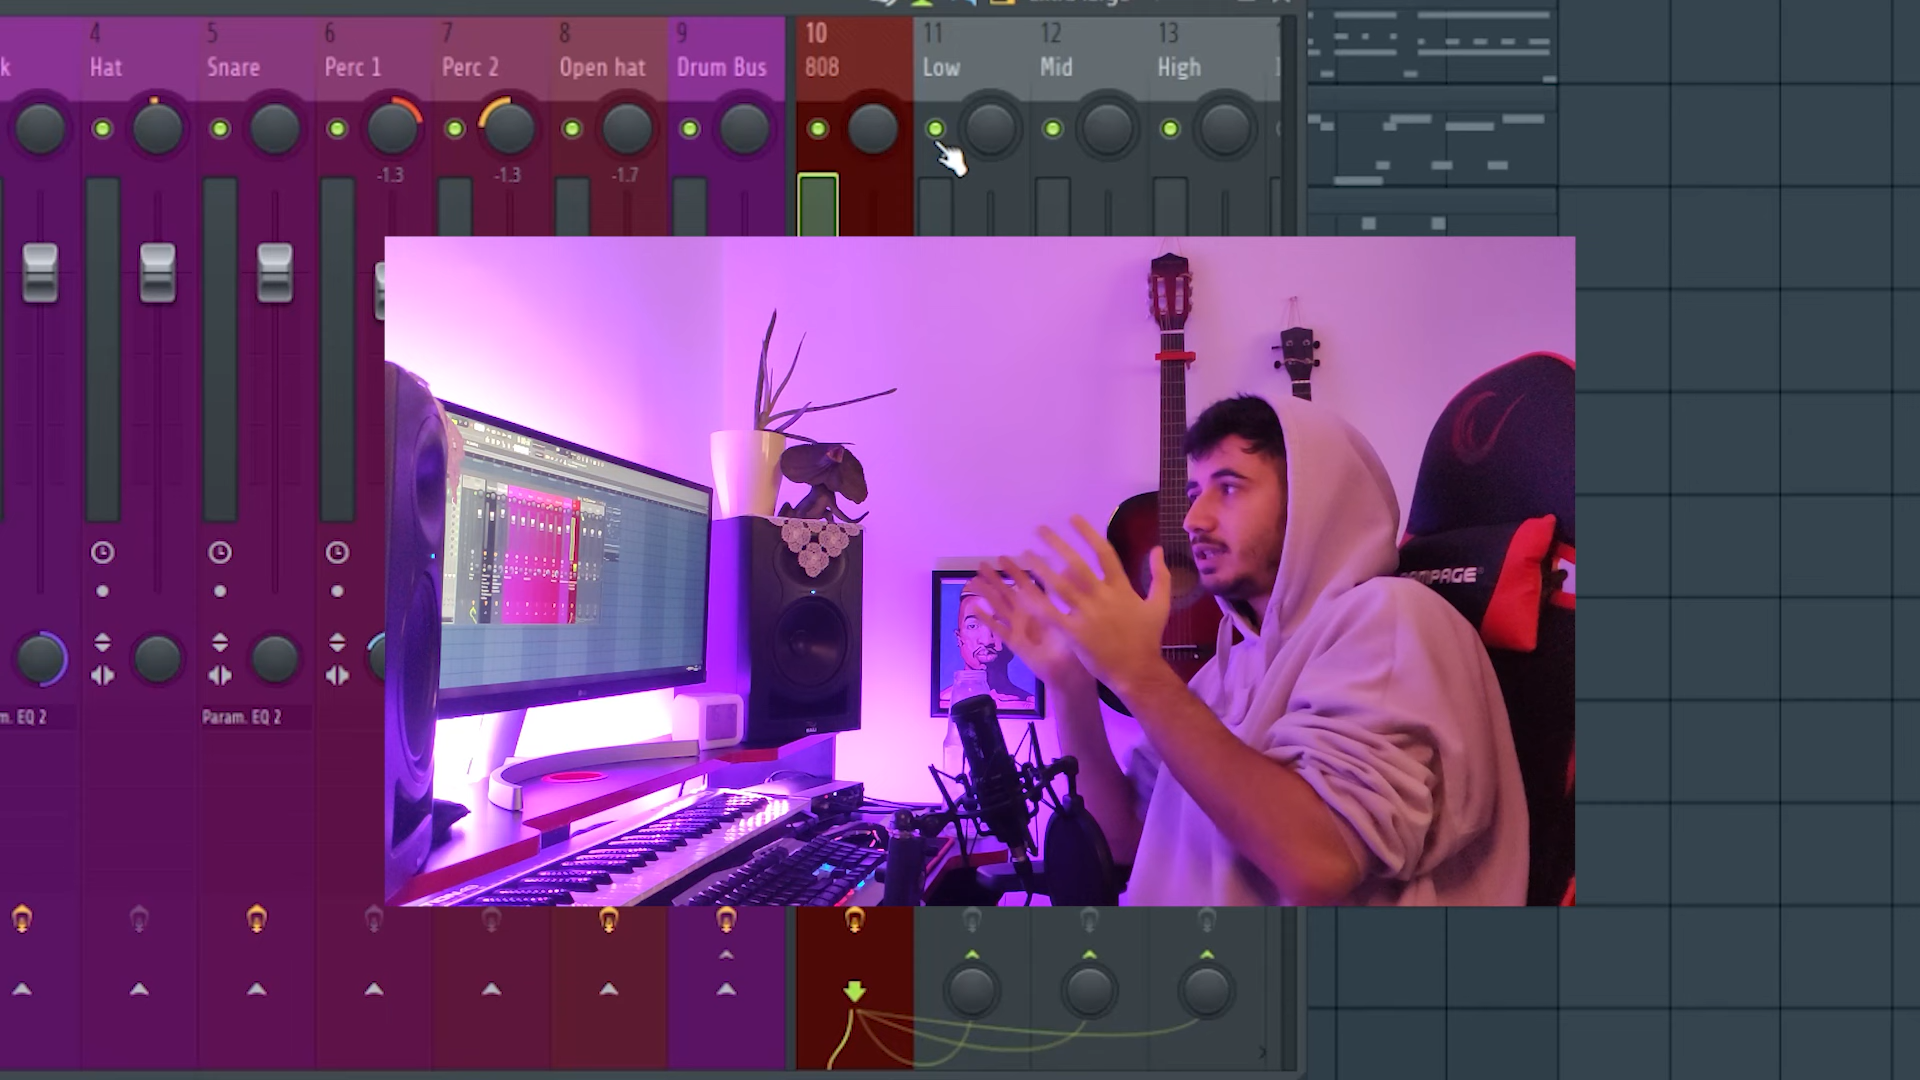 4 5 6 7 8 9 10 11 12 13
k Hat Snare Perc 1 Perc 2 Open hat Drum Bus 808 Low Mid High
-1.3 -1.3 -1.7
m. EQ 2 Param. EQ 2
RAMPAGE